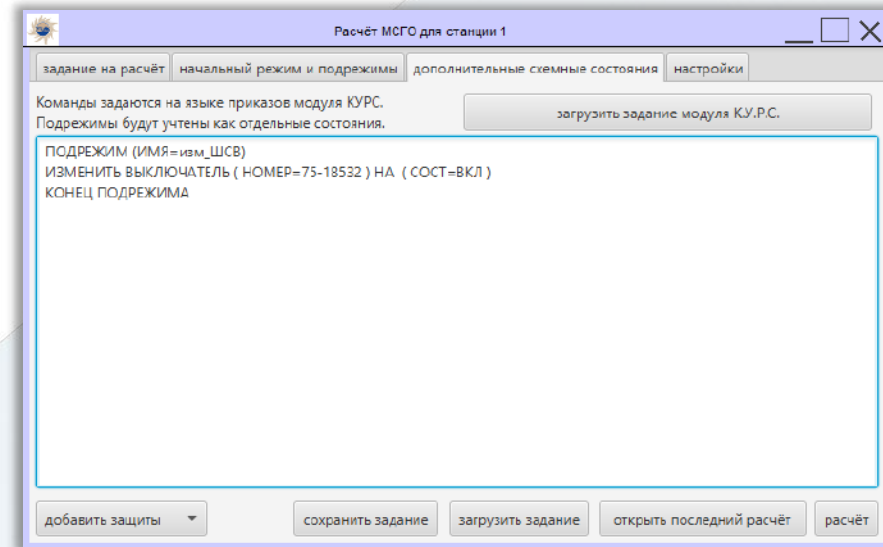 Расчёт МСГО для станции 1
задание на расчёт начальный режим и подрежимы дополнительные схемные состояния настройки
Команды задаются на языке приказов модуля КУРС.
Подрежимы будут учтены как отдельные состояния.
загрузить задание модуля К.У.Р.С.
ПОДРЕЖИМ (ИМЯ=изм_ШСВ)
ИЗМЕНИТЬ ВЫКЛЮЧАТЕЛЬ ( НОМЕР=75-18532 ) НА ( СОСТ=ВКЛ )
КОНЕЦ ПОДРЕЖИМА
добавить защиты сохранить задание загрузить задание открыть последний расчёт расчёт